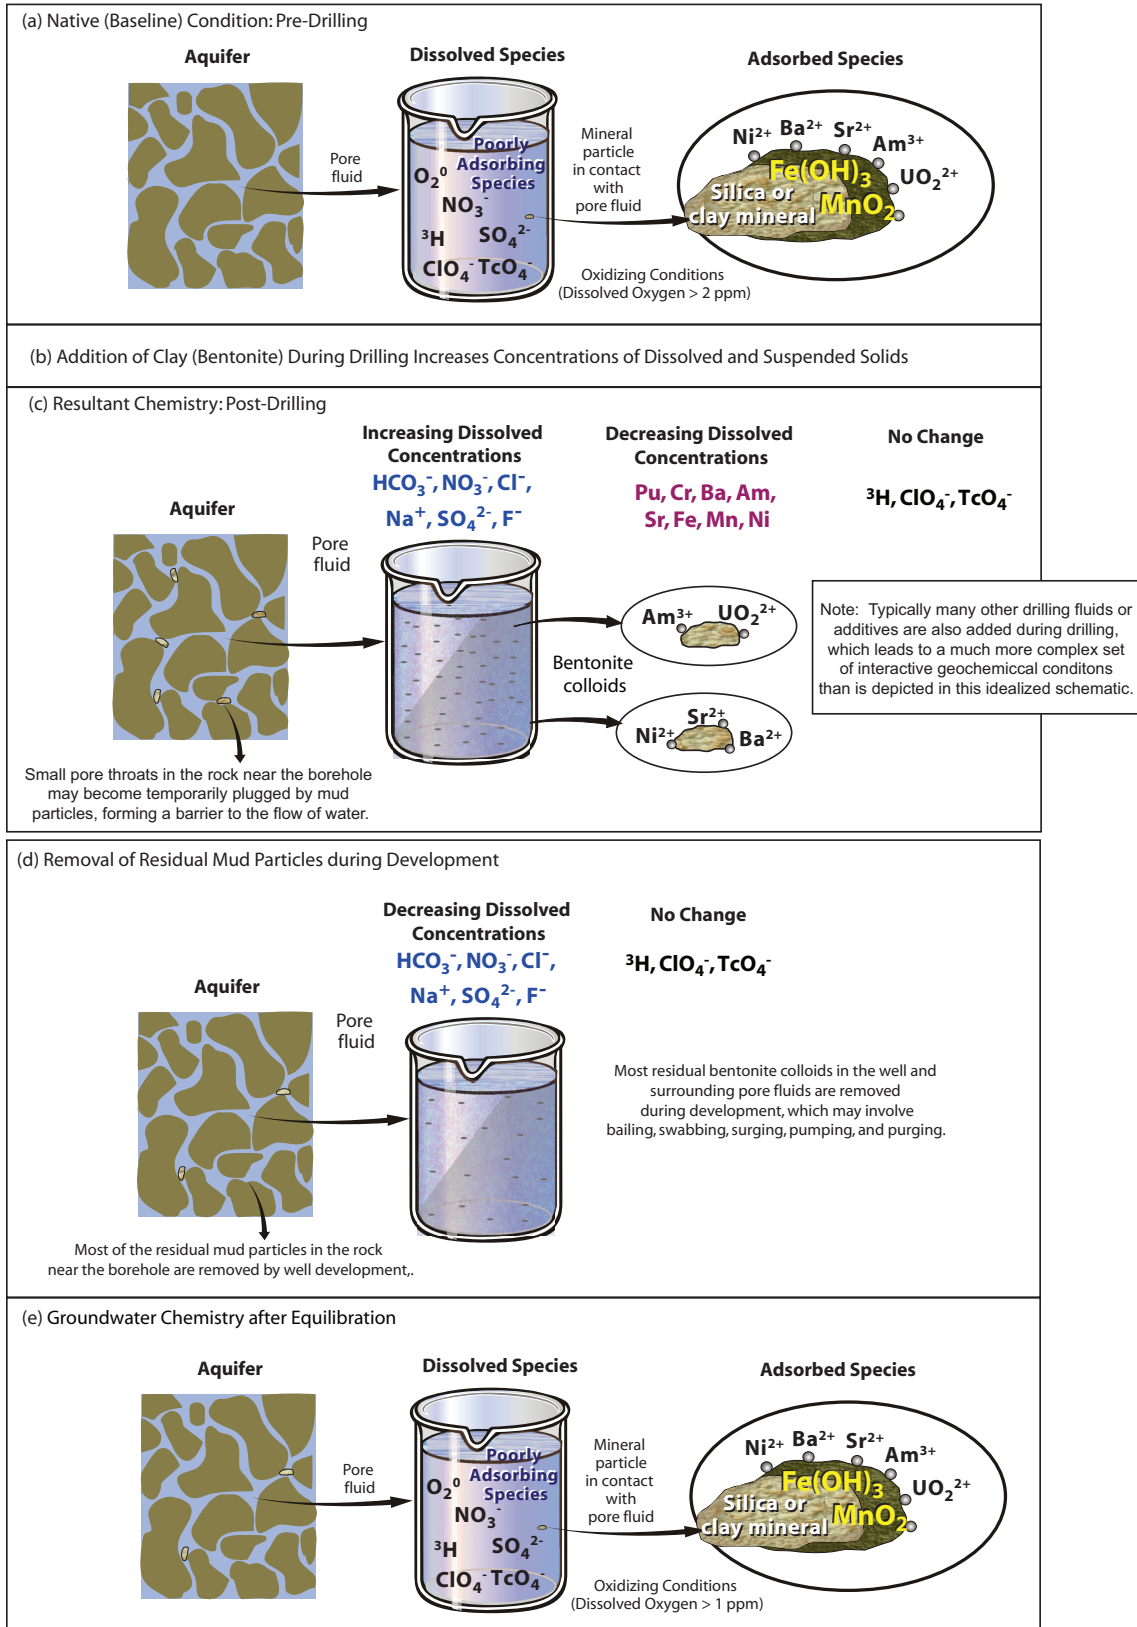 (a) Native (Baseline) Condition: Pre-Drilling
Aquifer
Dissolved Species
Adsorbed Species
Pore
fluid
Poorly
Adsorbing
Species
O₂⁰
NO₃⁻
³H
SO₄²⁻
ClO₄⁻
TcO₄⁻
Mineral
particle
in contact
with
pore fluid
Oxidizing Conditions
(Dissolved Oxygen > 2 ppm)
Ni²⁺
Ba²⁺
Sr²⁺
Am³⁺
UO₂²⁺
Fe(OH)₃
Silica or
clay mineral
MnO₂
(b) Addition of Clay (Bentonite) During Drilling Increases Concentrations of Dissolved and Suspended Solids
(c) Resultant Chemistry: Post-Drilling
Increasing Dissolved
Concentrations
HCO₃⁻, NO₃⁻, Cl⁻,
Na⁺, SO₄²⁻, F⁻
Decreasing Dissolved
Concentrations
Pu, Cr, Ba, Am,
Sr, Fe, Mn, Ni
No Change
³H, ClO₄⁻, TcO₄⁻
Aquifer
Pore
fluid
Bentonite
colloids
Am³⁺
UO₂²⁺
Ni²⁺
Sr²⁺
Ba²⁺
Note: Typically many other drilling fluids or
additives are also added during drilling,
which leads to a much more complex set
of interactive geochemiccal conditons
than is depicted in this idealized schematic.
Small pore throats in the rock near the borehole
may become temporarily plugged by mud
particles, forming a barrier to the flow of water.
(d) Removal of Residual Mud Particles during Development
Decreasing Dissolved
Concentrations
HCO₃⁻, NO₃⁻, Cl⁻,
Na⁺, SO₄²⁻, F⁻
No Change
³H, ClO₄⁻, TcO₄⁻
Aquifer
Pore
fluid
Most residual bentonite colloids in the well and
surrounding pore fluids are removed
during development, which may involve
bailing, swabbing, surging, pumping, and purging.
Most of the residual mud particles in the rock
near the borehole are removed by well development,.
(e) Groundwater Chemistry after Equilibration
Aquifer
Dissolved Species
Adsorbed Species
Pore
fluid
Poorly
Adsorbing
Species
O₂⁰
NO₃⁻
³H
SO₄²⁻
ClO₄⁻
TcO₄⁻
Mineral
particle
in contact
with
pore fluid
Oxidizing Conditions
(Dissolved Oxygen > 1 ppm)
Ni²⁺
Ba²⁺
Sr²⁺
Am³⁺
UO₂²⁺
Fe(OH)₃
Silica or
clay mineral
MnO₂